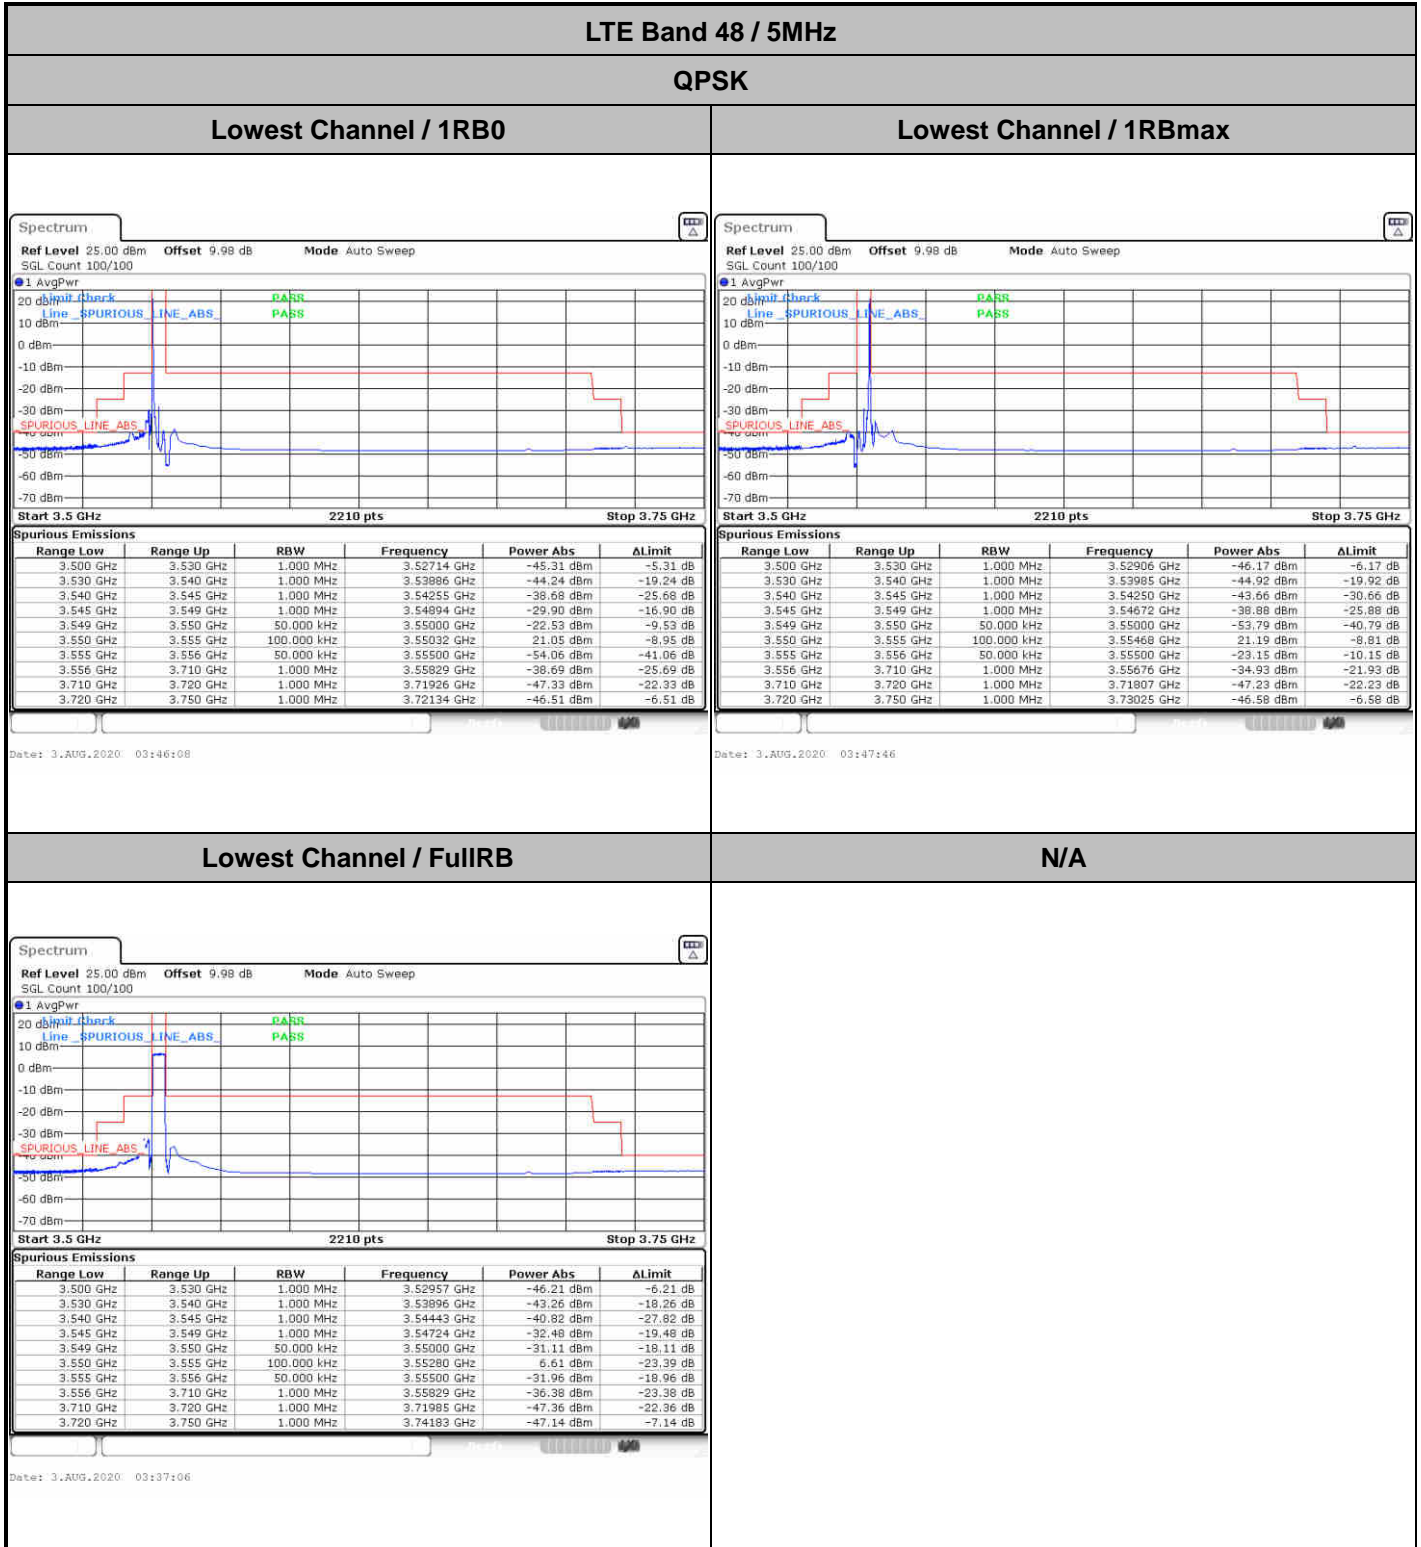 LTE Band 48 / 5MHz
QPSK
Lowest Channel / 1RB0
Lowest Channel / 1RBmax
Spectrum
Ref Level 25.00 dBm Offset 9.98 dB Mode Auto Sweep
SGL Count 100/100
1 AvgPwr
20 dBm Limit Check PASS
Line _SPURIOUS_LINE_ABS_ PASS
10 dBm
0 dBm
-10 dBm
-20 dBm
-30 dBm
SPURIOUS_LINE_ABS_
-40 dBm
-50 dBm
-60 dBm
-70 dBm
Start 3.5 GHz 2210 pts Stop 3.75 GHz
Spurious Emissions
Range Low Range Up RBW Frequency Power Abs ΔLimit
3.500 GHz 3.530 GHz 1.000 MHz 3.52714 GHz -45.31 dBm -5.31 dB
3.530 GHz 3.540 GHz 1.000 MHz 3.53886 GHz -44.24 dBm -19.24 dB
3.540 GHz 3.545 GHz 1.000 MHz 3.54255 GHz -38.68 dBm -25.68 dB
3.545 GHz 3.549 GHz 1.000 MHz 3.54894 GHz -29.90 dBm -16.90 dB
3.549 GHz 3.550 GHz 50.000 kHz 3.55000 GHz -22.53 dBm -9.53 dB
3.550 GHz 3.555 GHz 100.000 kHz 3.55032 GHz 21.05 dBm -8.95 dB
3.555 GHz 3.556 GHz 50.000 kHz 3.55500 GHz -54.06 dBm -41.06 dB
3.556 GHz 3.710 GHz 1.000 MHz 3.55829 GHz -38.69 dBm -25.69 dB
3.710 GHz 3.720 GHz 1.000 MHz 3.71926 GHz -47.33 dBm -22.33 dB
3.720 GHz 3.750 GHz 1.000 MHz 3.72134 GHz -46.51 dBm -6.51 dB
Date: 3.AUG.2020 03:46:08
Spectrum
Ref Level 25.00 dBm Offset 9.98 dB Mode Auto Sweep
SGL Count 100/100
1 AvgPwr
20 dBm Limit Check PASS
Line _SPURIOUS_LINE_ABS_ PASS
10 dBm
0 dBm
-10 dBm
-20 dBm
-30 dBm
SPURIOUS_LINE_ABS_
-40 dBm
-50 dBm
-60 dBm
-70 dBm
Start 3.5 GHz 2210 pts Stop 3.75 GHz
Spurious Emissions
Range Low Range Up RBW Frequency Power Abs ΔLimit
3.500 GHz 3.530 GHz 1.000 MHz 3.52906 GHz -46.17 dBm -6.17 dB
3.530 GHz 3.540 GHz 1.000 MHz 3.53985 GHz -44.92 dBm -19.92 dB
3.540 GHz 3.545 GHz 1.000 MHz 3.54250 GHz -43.66 dBm -30.66 dB
3.545 GHz 3.549 GHz 1.000 MHz 3.54672 GHz -38.88 dBm -25.88 dB
3.549 GHz 3.550 GHz 50.000 kHz 3.55000 GHz -53.79 dBm -40.79 dB
3.550 GHz 3.555 GHz 100.000 kHz 3.55468 GHz 21.19 dBm -8.81 dB
3.555 GHz 3.556 GHz 50.000 kHz 3.55500 GHz -23.15 dBm -10.15 dB
3.556 GHz 3.710 GHz 1.000 MHz 3.55676 GHz -34.93 dBm -21.93 dB
3.710 GHz 3.720 GHz 1.000 MHz 3.71807 GHz -47.23 dBm -22.23 dB
3.720 GHz 3.750 GHz 1.000 MHz 3.73025 GHz -46.58 dBm -6.58 dB
Date: 3.AUG.2020 03:47:46
Lowest Channel / FullRB
N/A
Spectrum
Ref Level 25.00 dBm Offset 9.98 dB Mode Auto Sweep
SGL Count 100/100
1 AvgPwr
20 dBm Limit Check PASS
Line _SPURIOUS_LINE_ABS_ PASS
10 dBm
0 dBm
-10 dBm
-20 dBm
-30 dBm
SPURIOUS_LINE_ABS_
-40 dBm
-50 dBm
-60 dBm
-70 dBm
Start 3.5 GHz 2210 pts Stop 3.75 GHz
Spurious Emissions
Range Low Range Up RBW Frequency Power Abs ΔLimit
3.500 GHz 3.530 GHz 1.000 MHz 3.52957 GHz -46.21 dBm -6.21 dB
3.530 GHz 3.540 GHz 1.000 MHz 3.53896 GHz -43.26 dBm -18.26 dB
3.540 GHz 3.545 GHz 1.000 MHz 3.54443 GHz -40.82 dBm -27.82 dB
3.545 GHz 3.549 GHz 1.000 MHz 3.54724 GHz -32.48 dBm -19.48 dB
3.549 GHz 3.550 GHz 50.000 kHz 3.55000 GHz -31.11 dBm -18.11 dB
3.550 GHz 3.555 GHz 100.000 kHz 3.55280 GHz 6.61 dBm -23.39 dB
3.555 GHz 3.556 GHz 50.000 kHz 3.55500 GHz -31.96 dBm -18.96 dB
3.556 GHz 3.710 GHz 1.000 MHz 3.55829 GHz -36.38 dBm -23.38 dB
3.710 GHz 3.720 GHz 1.000 MHz 3.71985 GHz -47.36 dBm -22.36 dB
3.720 GHz 3.750 GHz 1.000 MHz 3.74183 GHz -47.14 dBm -7.14 dB
Date: 3.AUG.2020 03:37:06